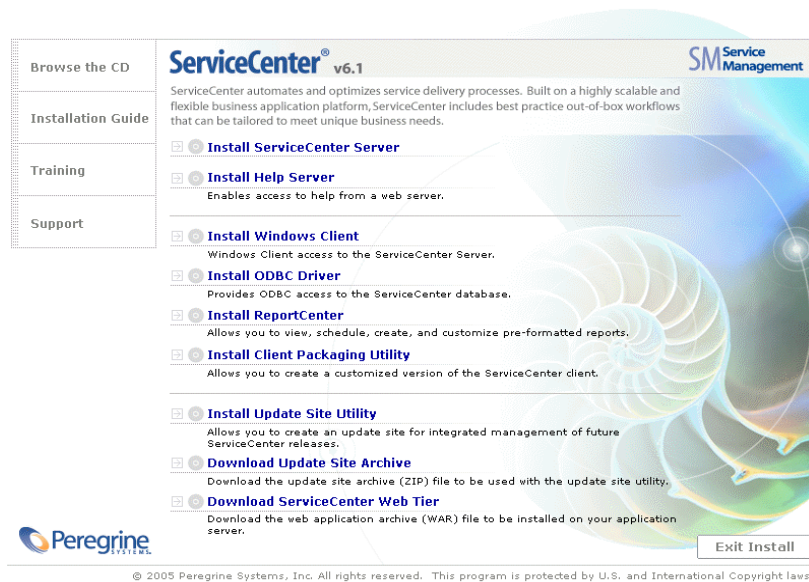 Browse the CD
Installation Guide
Training
Support
ServiceCenter® v6.1
SM Service Management
ServiceCenter automates and optimizes service delivery processes. Built on a highly scalable and
flexible business application platform, ServiceCenter includes best practice out-of-box workflows
that can be tailored to meet unique business needs.
Install ServiceCenter Server
Install Help Server
Enables access to help from a web server.
Install Windows Client
Windows Client access to the ServiceCenter Server.
Install ODBC Driver
Provides ODBC access to the ServiceCenter database.
Install ReportCenter
Allows you to view, schedule, create, and customize pre-formatted reports.
Install Client Packaging Utility
Allows you to create a customized version of the ServiceCenter client.
Install Update Site Utility
Allows you to create an update site for integrated management of future
ServiceCenter releases.
Download Update Site Archive
Download the update site archive (ZIP) file to be used with the update site utility.
Download ServiceCenter Web Tier
Download the web application archive (WAR) file to be installed on your application
server.
Peregrine
SYSTEMS
Exit Install
© 2005 Peregrine Systems, Inc. All rights reserved. This program is protected by U.S. and International Copyright laws